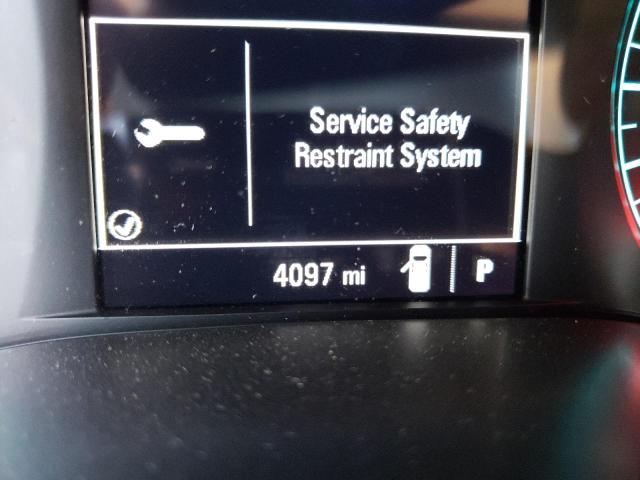 Service Safety
Restraint System
4097 mi
P